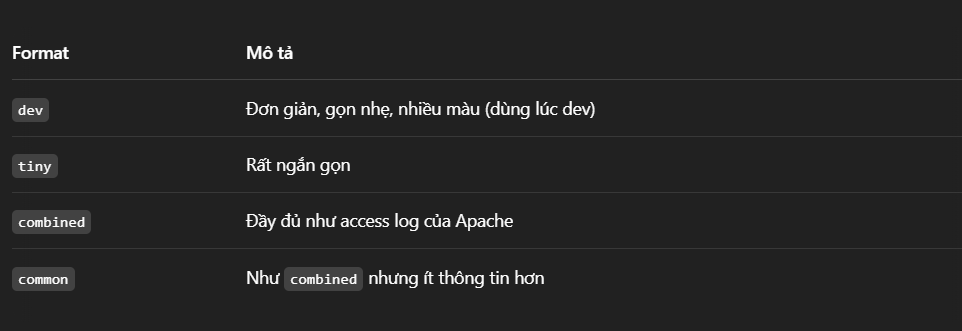 Format Mô tả
dev Đơn giản, gọn nhẹ, nhiều màu (dùng lúc dev)
tiny Rất ngắn gọn
combined Đầy đủ như access log của Apache
common Như combined nhưng ít thông tin hơn